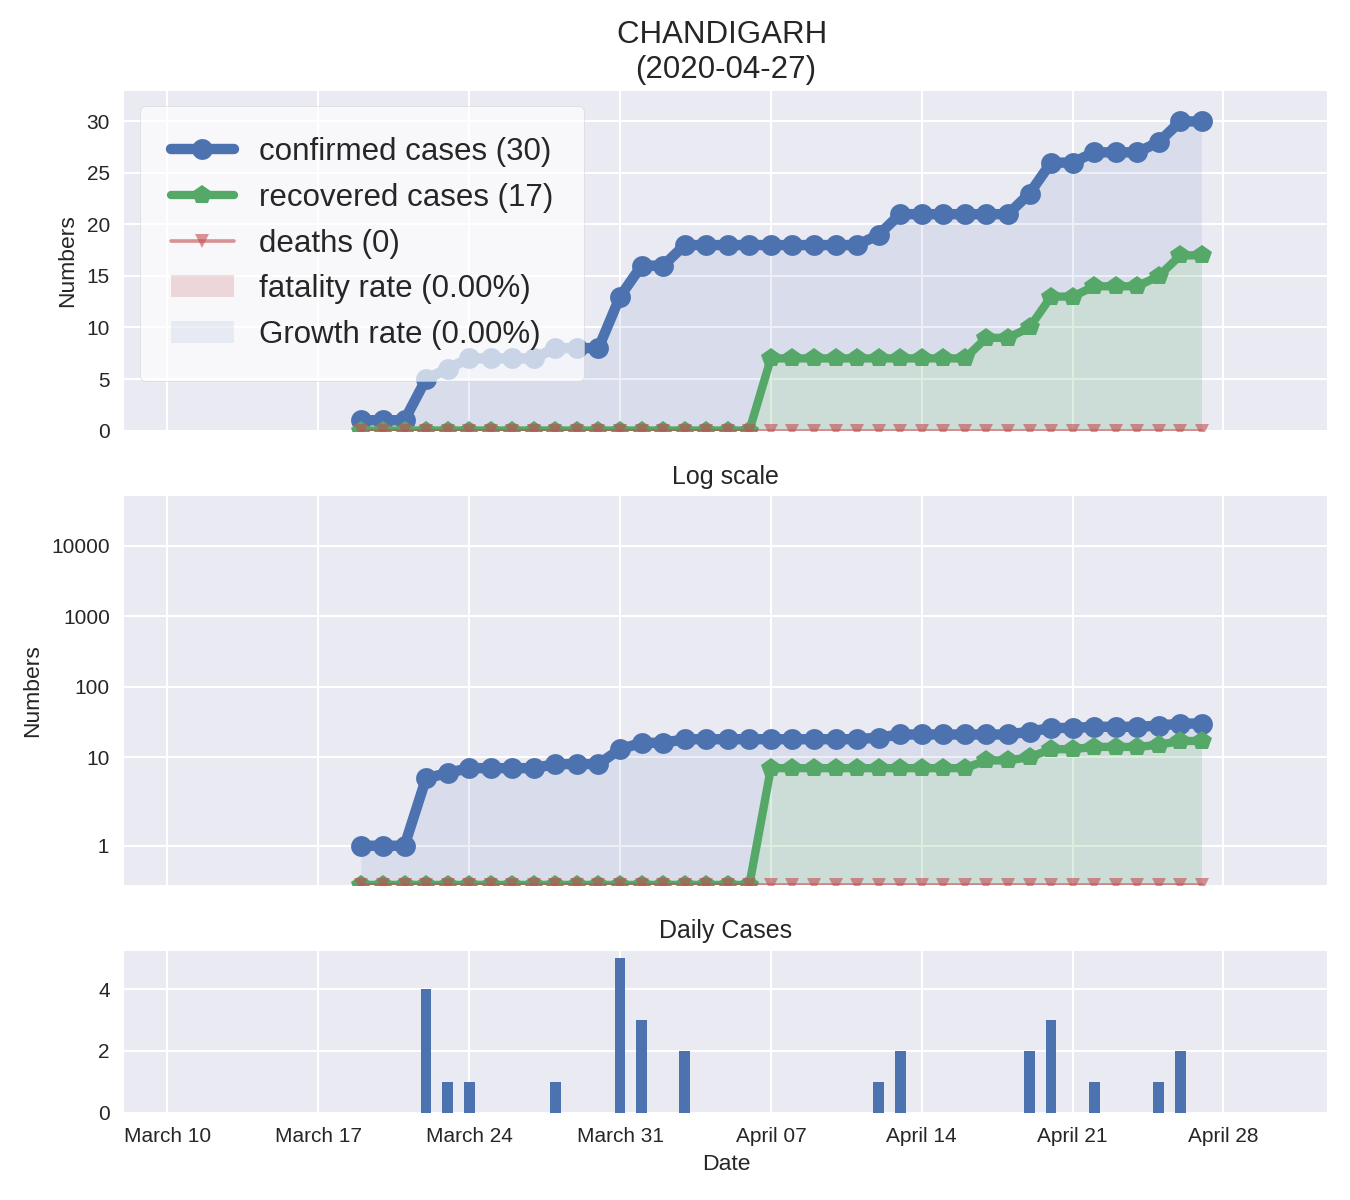 CHANDIGARH
(2020-04-27)
30
25
20
15
10
5
0
Numbers
confirmed cases (30)
recovered cases (17)
deaths (0)
fatality rate (0.00%)
Growth rate (0.00%)
Log scale
10000
1000
100
10
1
Numbers
Daily Cases
4
2
0
March 10 March 17 March 24 March 31 April 07 April 14 April 21 April 28
Date